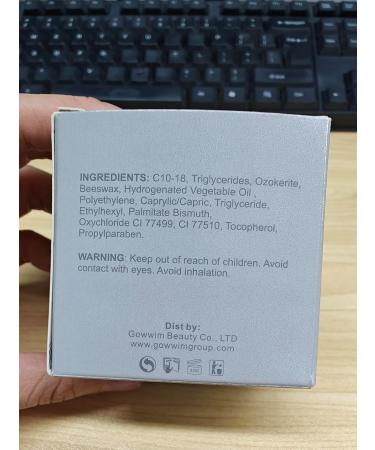 INGREDIENTS: C10-18, Triglycerides, Ozokerite,
Beeswax, Hydrogenated Vegetable Oil ,
Polyethylene, Caprylic/Capric, Triglyceride,
Ethylhexyl, Palmitate Bismuth,
Oxychloride CI 77499, CI 77510, Tocopherol,
Propylparaben.
WARNING: Keep out of reach of children. Avoid
contact with eyes. Avoid inhalation.
Dist by:
Gowwim Beauty Co., LTD
www.gowwimgroup.com